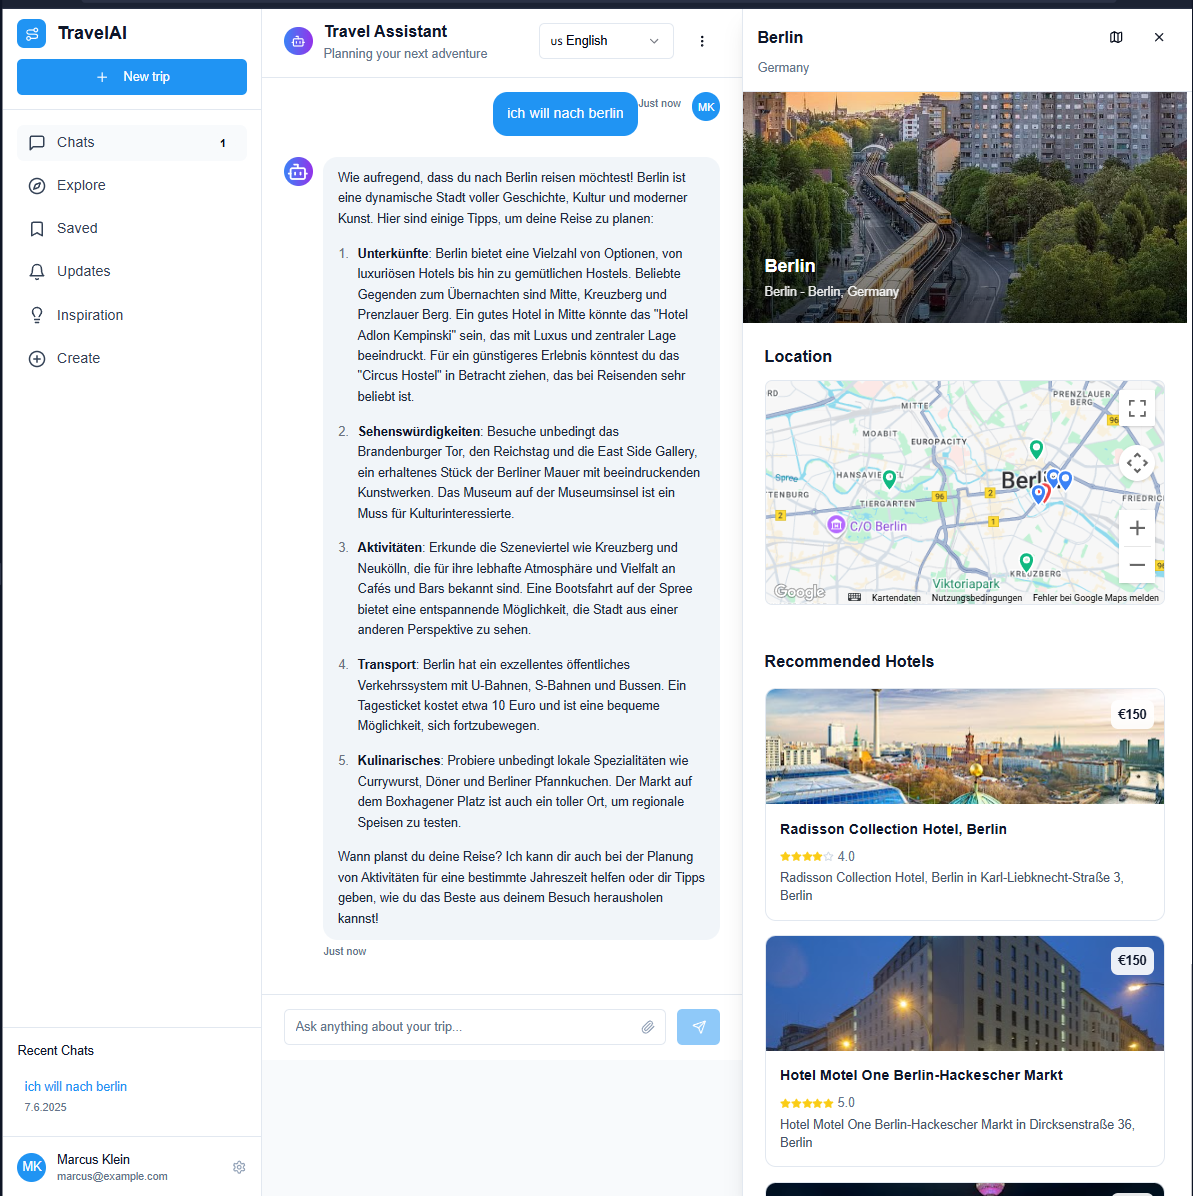 TravelAI
New trip
Chats
1
Explore
Saved
Updates
Inspiration
Create
Recent Chats
ich will nach berlin
7.6.2025
MK
Marcus Klein
marcus@example.com
Travel Assistant
Planning your next adventure
us English
ich will nach berlin
Just now
MK
Wie aufregend, dass du nach Berlin reisen möchtest! Berlin ist
eine dynamische Stadt voller Geschichte, Kultur und moderner
Kunst. Hier sind einige Tipps, um deine Reise zu planen:
1. Unterkünfte: Berlin bietet eine Vielzahl von Optionen, von
luxuriösen Hotels bis hin zu gemütlichen Hostels. Beliebte
Gegenden zum Übernachten sind Mitte, Kreuzberg und
Prenzlauer Berg. Ein gutes Hotel in Mitte könnte das "Hotel
Adlon Kempinski" sein, das mit Luxus und zentraler Lage
beeindruckt. Für ein günstigeres Erlebnis könntest du das
"Circus Hostel" in Betracht ziehen, das bei Reisenden sehr
beliebt ist.
2. Sehenswürdigkeiten: Besuche unbedingt das
Brandenburger Tor, den Reichstag und die East Side Gallery,
ein erhaltenes Stück der Berliner Mauer mit beeindruckenden
Kunstwerken. Das Museum auf der Museumsinsel ist ein
Muss für Kulturinteressierte.
3. Aktivitäten: Erkunde die Szeneviertel wie Kreuzberg und
Neukölln, die für ihre lebhafte Atmosphäre und Vielfalt an
Cafés und Bars bekannt sind. Eine Bootsfahrt auf der Spree
bietet eine entspannende Möglichkeit, die Stadt aus einer
anderen Perspektive zu sehen.
4. Transport: Berlin hat ein exzellentes öffentliches
Verkehrssystem mit U-Bahnen, S-Bahnen und Bussen. Ein
Tagesticket kostet etwa 10 Euro und ist eine bequeme
Möglichkeit, sich fortzubewegen.
5. Kulinarisches: Probiere unbedingt lokale Spezialitäten wie
Currywurst, Döner und Berliner Pfannkuchen. Der Markt auf
dem Boxhagener Platz ist auch ein toller Ort, um regionale
Speisen zu testen.
Wann planst du deine Reise? Ich kann dir auch bei der Planung
von Aktivitäten für eine bestimmte Jahreszeit helfen oder dir Tipps
geben, wie du das Beste aus deinem Besuch herausholen
kannst!
Just now
Ask anything about your trip...
Berlin
Germany
Berlin
Berlin - Berlin, Germany
Location
RD
PRENZLAUER
BERG
MITTE
96
MOABIT
EUROPACITY
HANSAVIE
Spree
TENBURG
TIERGARTEN
96
2
2
FRIEDRIC
C/O Berlin
1
KREUZBERG
Viktoriapark
Google
Kartendaten
Nutzungsbedingungen
Fehler bei Google Maps melden
Recommended Hotels
€150
Radisson Collection Hotel, Berlin
4.0
Radisson Collection Hotel, Berlin in Karl-Liebknecht-Straße 3,
Berlin
€150
Hotel Motel One Berlin-Hackescher Markt
5.0
Hotel Motel One Berlin-Hackescher Markt in Dircksenstraße 36,
Berlin